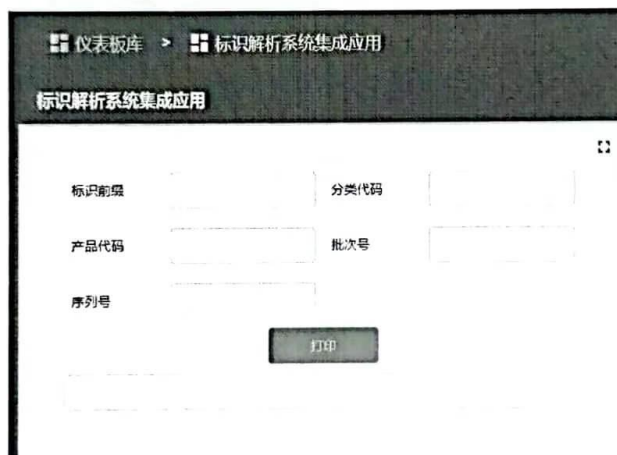 仪表板库 > 标识解析系统集成应用
标识解析系统集成应用
标识前缀 分类代码
产品代码 批次号
序列号
打印